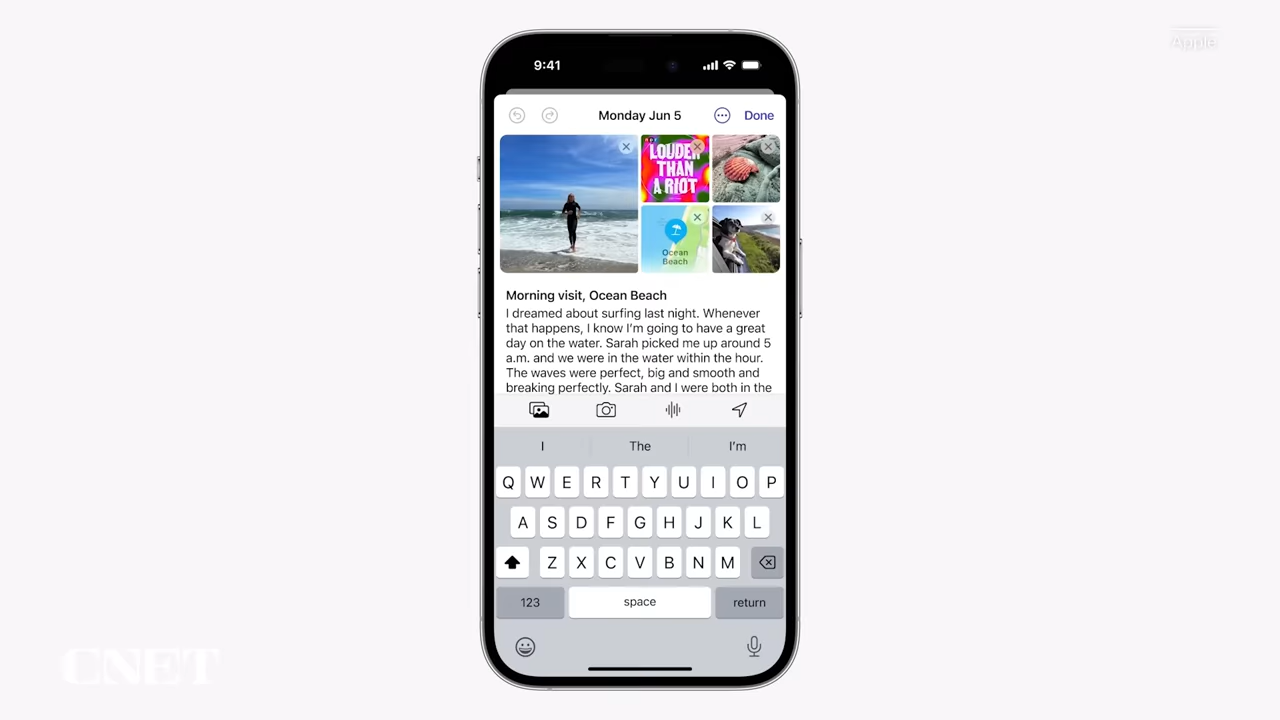 Apple
9:41
Monday Jun 5
Done
LOUDER
THAN
A RIOT
Ocean
Beach
Morning visit, Ocean Beach
I dreamed about surfing last night. Whenever
that happens, I know I'm going to have a great
day on the water. Sarah picked me up around 5
a.m. and we were in the water within the hour.
The waves were perfect, big and smooth and
breaking perfectly. Sarah and I were both in the
I The I'm
Q W E R T Y U I O P
A S D F G H J K L
Z X C V B N M
123 space return
CNET